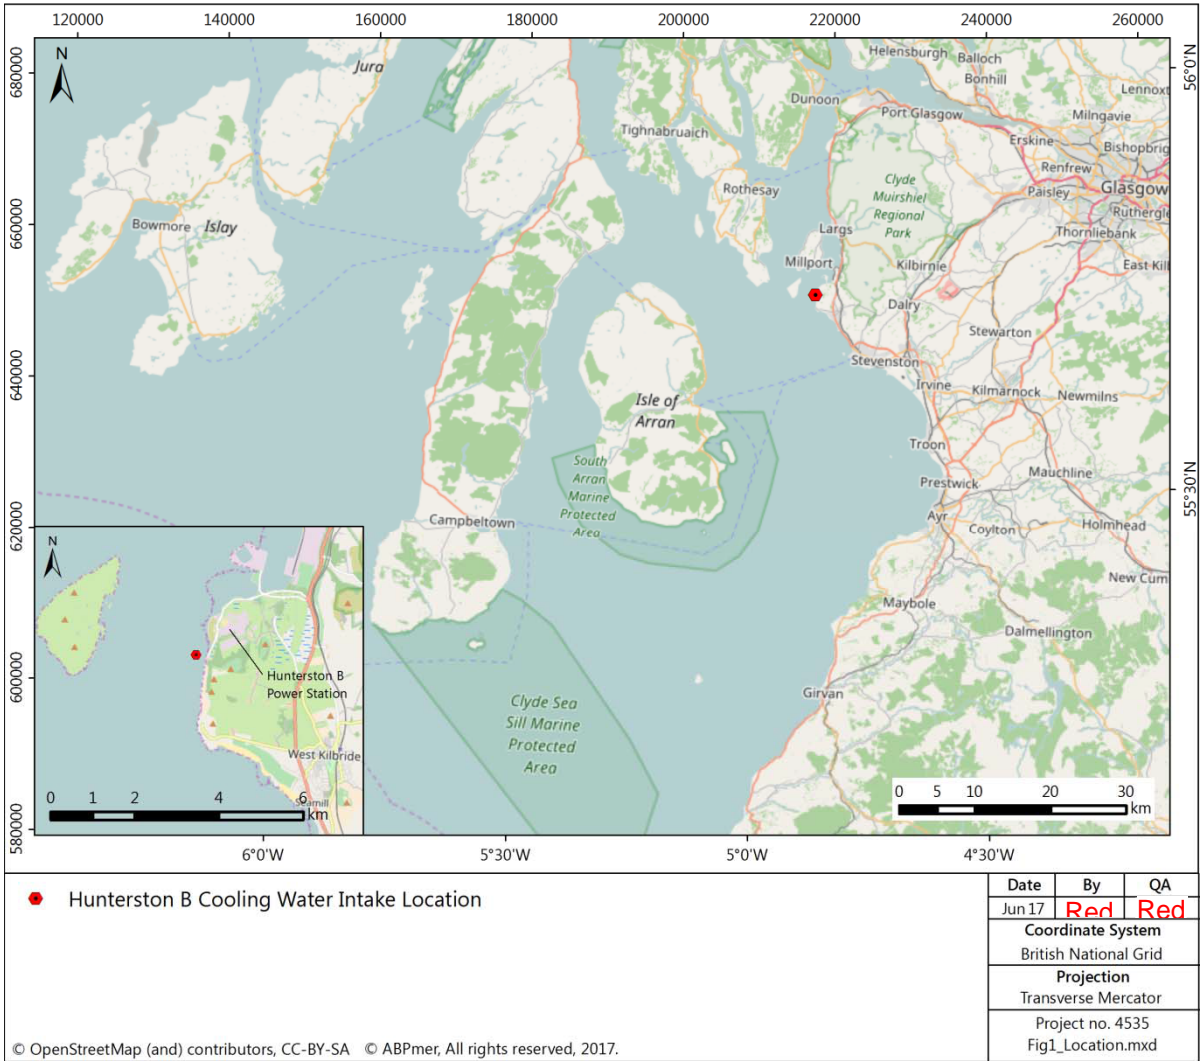 120000 140000 160000 180000 200000 220000 240000 260000
N
680000
660000
640000
620000
600000
580000
56°0'N
55°30'N
Jura
Helensburgh
Balloch
Bonhill
Lennoxt
Dunoon
Port Glasgow
Milngavie
Tighnabruaich
Erskine
Bishopbrig
Renfrew
Rothesay
Clyde
Muirshiel
Regional
Park
Paisley
Glasgow
Rutherglen
Bowmore
Islay
Largs
Thornliebank
Millport
Kilbirnie
East Kil
Dalry
Stewarton
Stevenston
Irvine
Kilmarnock
Newmilns
Isle of
Arran
Troon
South
Arran
Marine
Protected
Area
Mauchline
Prestwick
Campbeltown
Ayr
Coylton
Holmhead
New Cum
Maybole
Dalmellington
Girvan
Clyde Sea
Sill Marine
Protected
Area
N
Hunterston B
Power Station
West Kilbride
Seamill
0 1 2 4 6
km
0 5 10 20 30
km
6°0'W 5°30'W 5°0'W 4°30'W
Hunterston B Cooling Water Intake Location
Date By QA
Jun 17 Red Red
Coordinate System
British National Grid
Projection
Transverse Mercator
Project no. 4535
Fig1_Location.mxd
© OpenStreetMap (and) contributors, CC-BY-SA © ABPmer, All rights reserved, 2017.